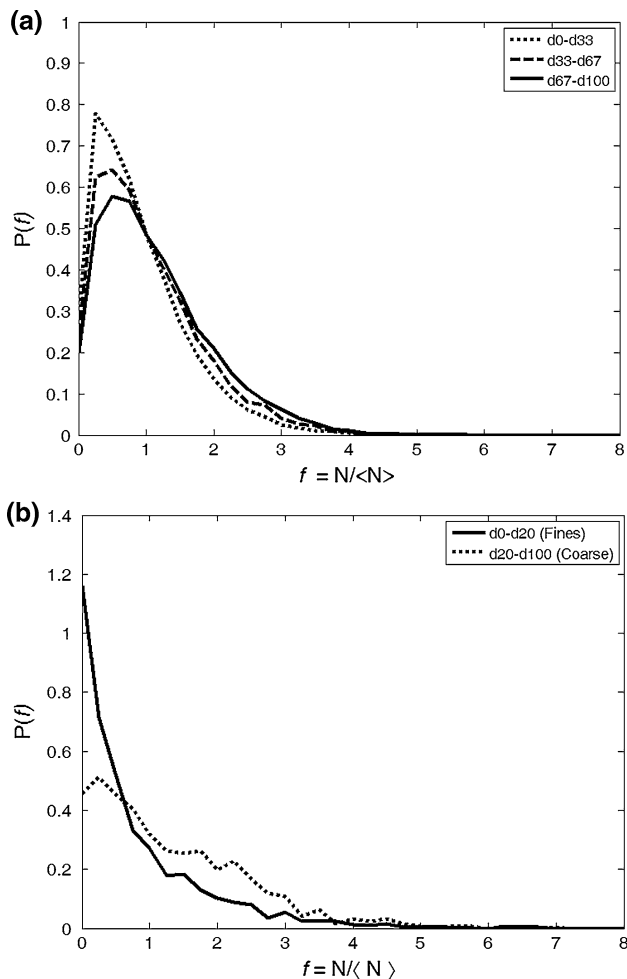 (a)
1
0.9
0.8
0.7
0.6
0.5
0.4
0.3
0.2
0.1
0
P(f)
d0-d33
d33-d67
d67-d100
0 1 2 3 4 5 6 7 8
f = N/<N>
(b)
1.4
1.2
1
0.8
0.6
0.4
0.2
0
P(f)
d0-d20 (Fines)
d20-d100 (Coarse)
0 1 2 3 4 5 6 7 8
f = N/⟨ N ⟩